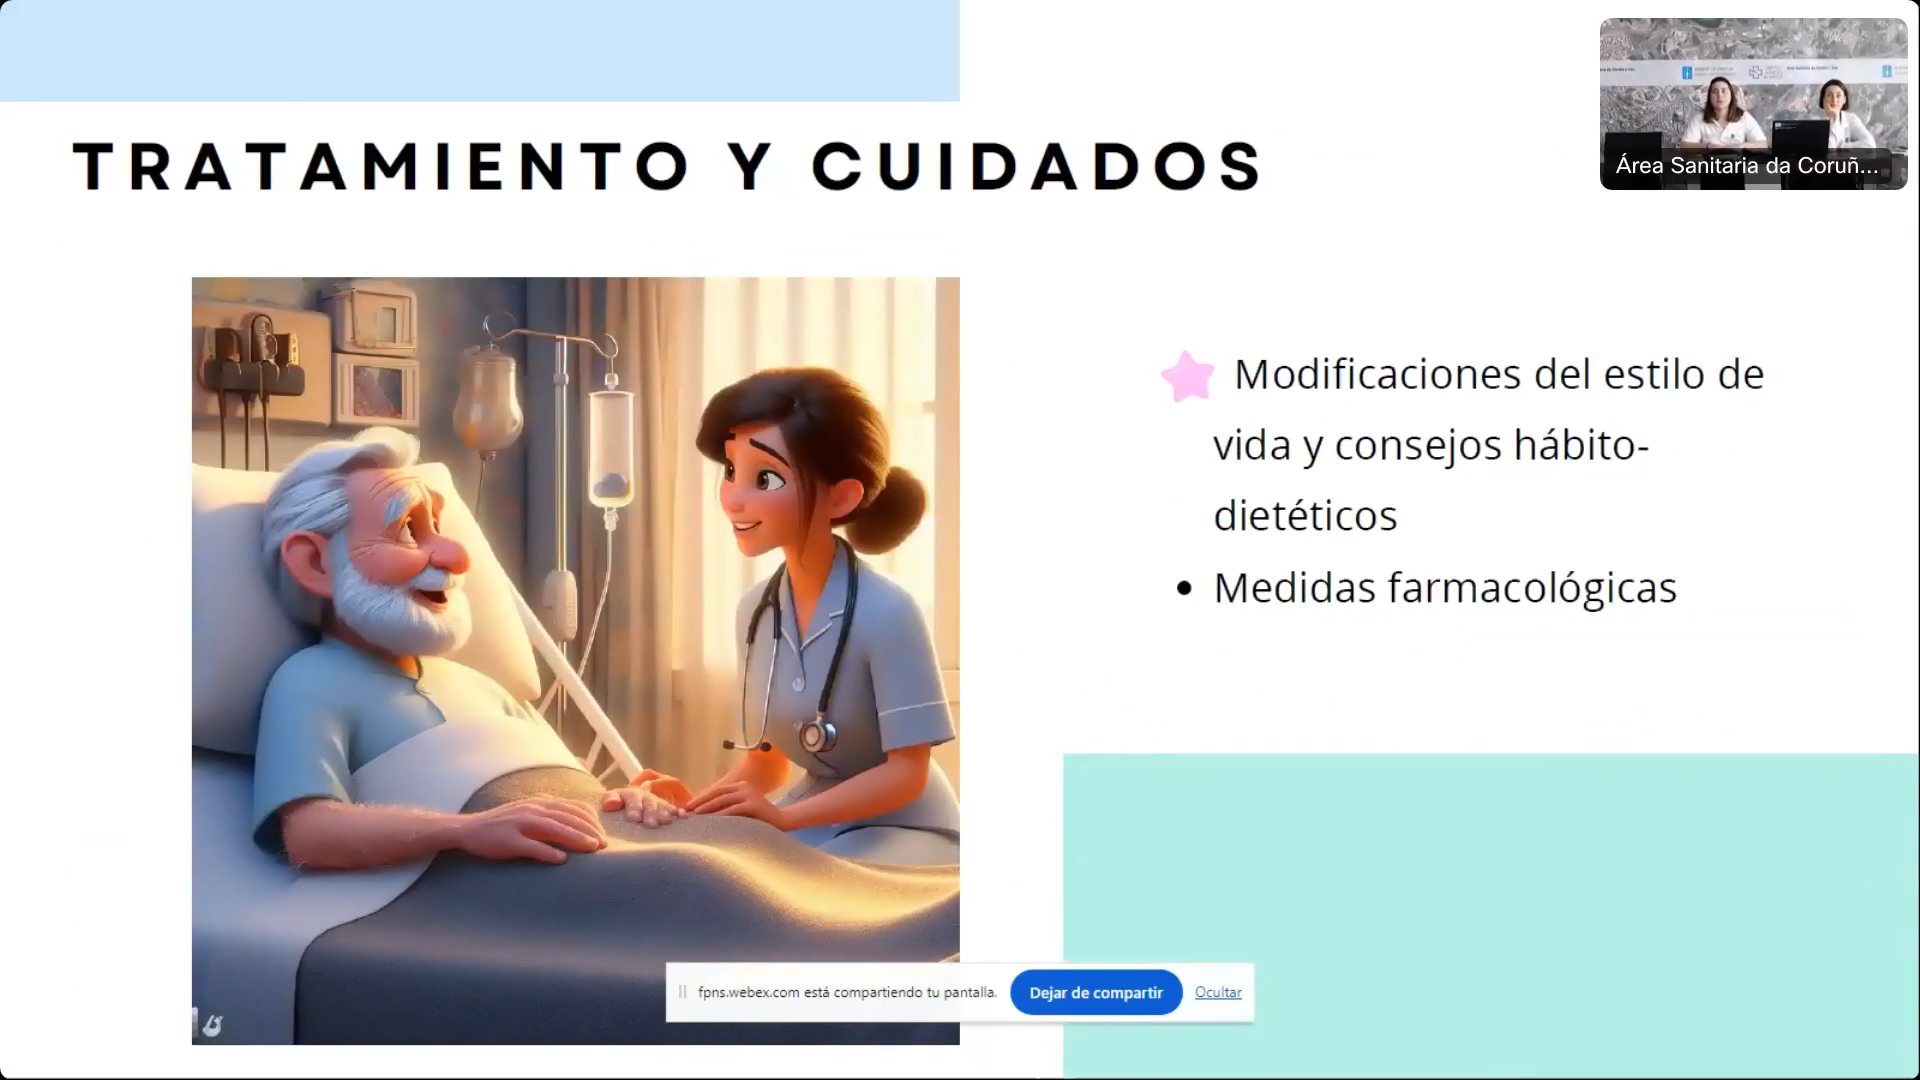 TRATAMIENTO Y CUIDADOS
Área Sanitaria da Coruñ...
Modificaciones del estilo de
vida y consejos hábito-
dietéticos
• Medidas farmacológicas
fpns.webex.com está compartiendo tu pantalla.
Dejar de compartir
Ocultar